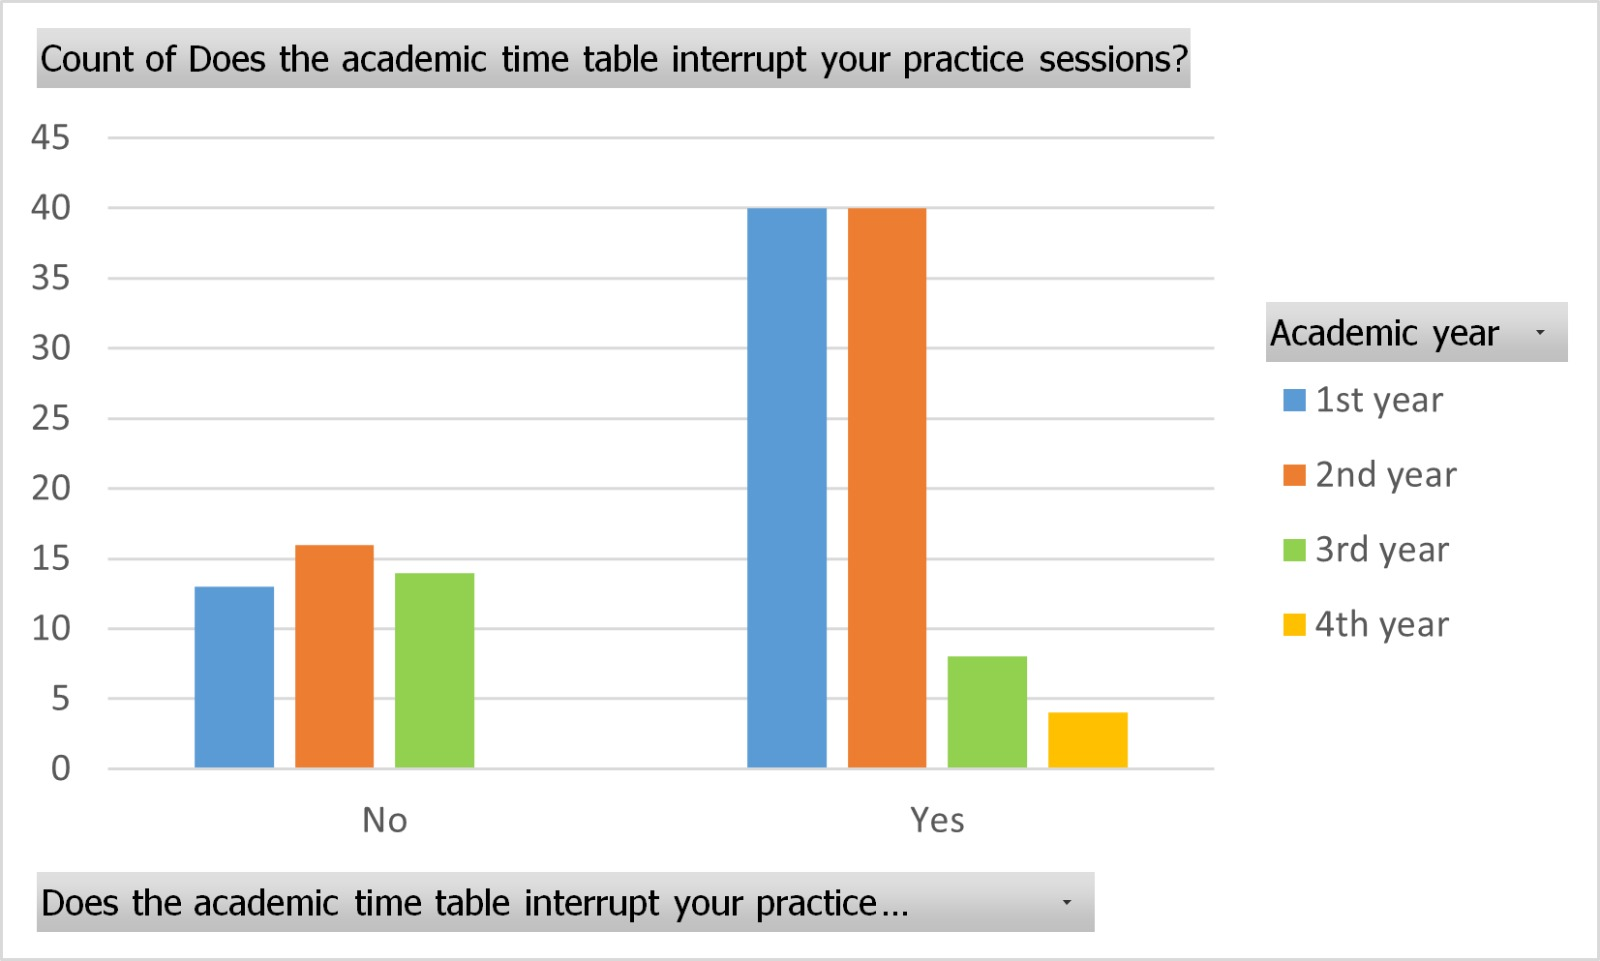 Count of Does the academic time table interrupt your practice sessions?
45
40
35
30
25
20
15
10
5
0
No
Yes
Academic year
1st year
2nd year
3rd year
4th year
Does the academic time table interrupt your practice...